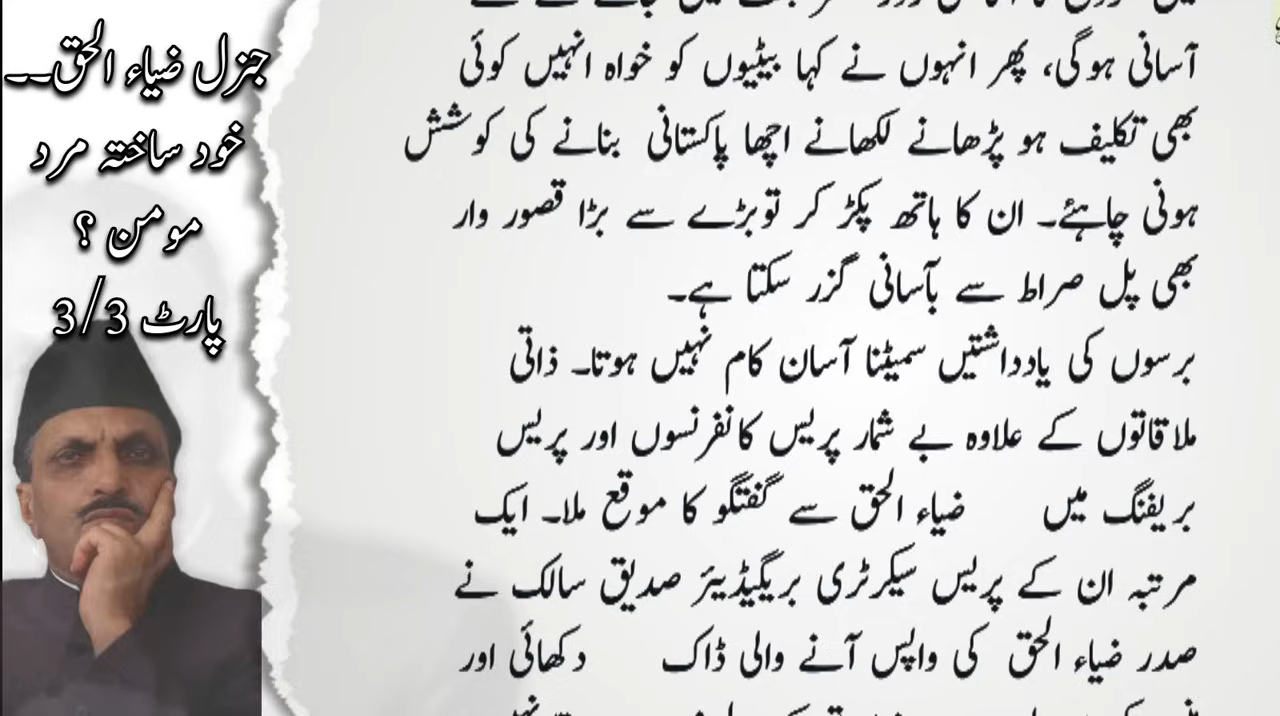 جنرل ضیاء الحق۔۔
خود ساختہ مرد
مومن ؟
پارٹ 3/3
آسانی ہوگی، پھر انہوں نے کہا بیٹیوں کو خواہ انہیں کوئی
بھی تکلیف ہو پڑھانے لکھانے اچھا پاکستانی بنانے کی کوشش
ہونی چاہئے۔ ان کا ہاتھ پکڑ کر توبڑے سے بڑا قصور وار
بھی پل صراط سے بآسانی گزر سکتا ہے۔
برسوں کی یادداشتیں سمیٹنا آسان کام نہیں ہوتا۔ ذاتی
ملاقاتوں کے علاوہ بے شمار پریس کانفرنسوں اور پریس
بریفنگ میں ضیاء الحق سے گفتگو کا موقع ملا۔ ایک
مرتبہ ان کے پریس سیکرٹری بریگیڈیئر صدیق سالک نے
صدر ضیاء الحق کی واپس آنے والی ڈاک دکھائی اور